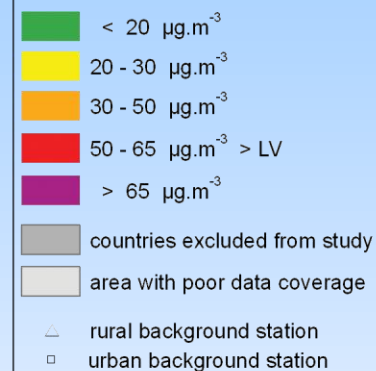 < 20 µg.m⁻³
20 - 30 µg.m⁻³
30 - 50 µg.m⁻³
50 - 65 µg.m⁻³ > LV
> 65 µg.m⁻³
countries excluded from study
area with poor data coverage
rural background station
urban background station